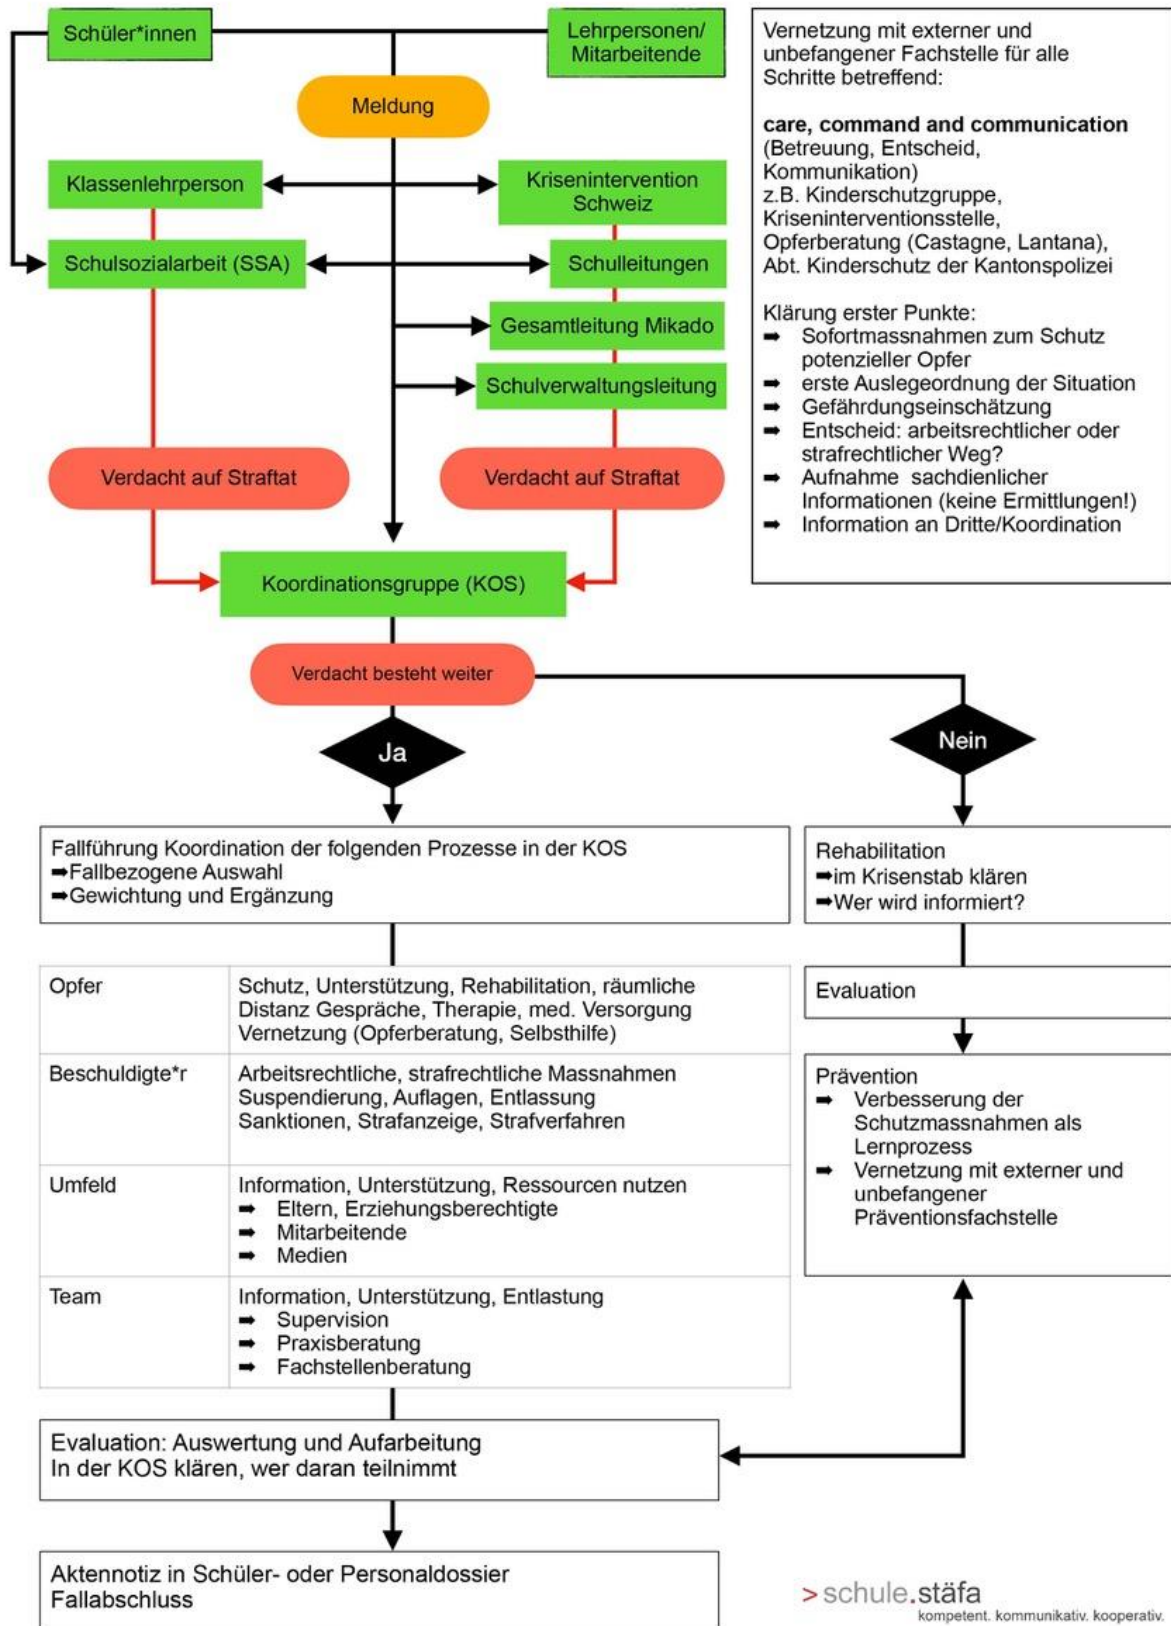 Schüler*innen
Lehrpersonen/
Mitarbeitende
Meldung
Klassenlehrperson
Krisenintervention
Schweiz
Schulsozialarbeit (SSA)
Schulleitungen
Gesamtleitung Mikado
Schulverwaltungsleitung
Verdacht auf Straftat
Verdacht auf Straftat
Koordinationsgruppe (KOS)
Vernetzung mit externer und
unbefangener Fachstelle für alle
Schritte betreffend:
care, command and communication
(Betreuung, Entscheid,
Kommunikation)
z.B. Kinderschutzgruppe,
Kriseninterventionsstelle,
Opferberatung (Castagne, Lantana),
Abt. Kinderschutz der Kantonspolizei
Klärung erster Punkte:
➡ Sofortmassnahmen zum Schutz
potenzieller Opfer
➡ erste Auslegeordnung der Situation
➡ Gefährdungseinschätzung
➡ Entscheid: arbeitsrechtlicher oder
strafrechtlicher Weg?
➡ Aufnahme sachdienlicher
Informationen (keine Ermittlungen!)
➡ Information an Dritte/Koordination
Verdacht besteht weiter
Ja
Nein
Fallführung Koordination der folgenden Prozesse in der KOS
➡Fallbezogene Auswahl
➡Gewichtung und Ergänzung
Rehabilitation
➡im Krisenstab klären
➡Wer wird informiert?
Opfer
Schutz, Unterstützung, Rehabilitation, räumliche
Distanz Gespräche, Therapie, med. Versorgung
Vernetzung (Opferberatung, Selbsthilfe)
Beschuldigte*r
Arbeitsrechtliche, strafrechtliche Massnahmen
Suspendierung, Auflagen, Entlassung
Sanktionen, Strafanzeige, Strafverfahren
Umfeld
Information, Unterstützung, Ressourcen nutzen
➡ Eltern, Erziehungsberechtigte
➡ Mitarbeitende
➡ Medien
Team
Information, Unterstützung, Entlastung
➡ Supervision
➡ Praxisberatung
➡ Fachstellenberatung
Evaluation
Prävention
➡ Verbesserung der
Schutzmassnahmen als
Lernprozess
➡ Vernetzung mit externer und
unbefangener
Präventionsfachstelle
Evaluation: Auswertung und Aufarbeitung
In der KOS klären, wer daran teilnimmt
Aktennotiz in Schüler- oder Personaldossier
Fallabschluss
> schule.stäfa
kompetent. kommunikativ. kooperativ.